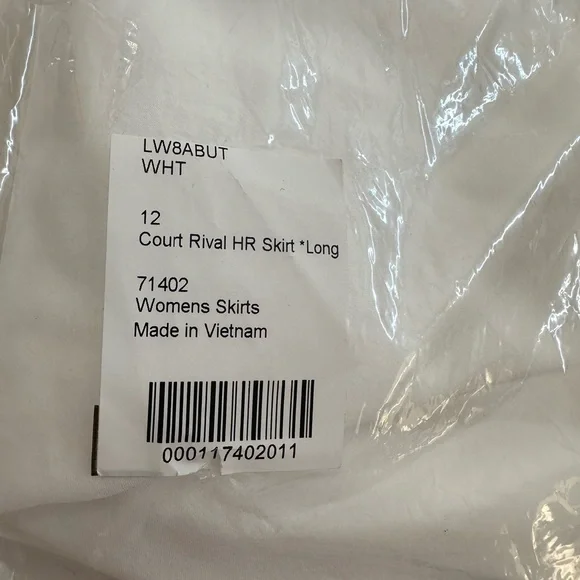 LW8ABUT
WHT
12
Court Rival HR Skirt *Long
71402
Womens Skirts
Made in Vietnam
000117402011